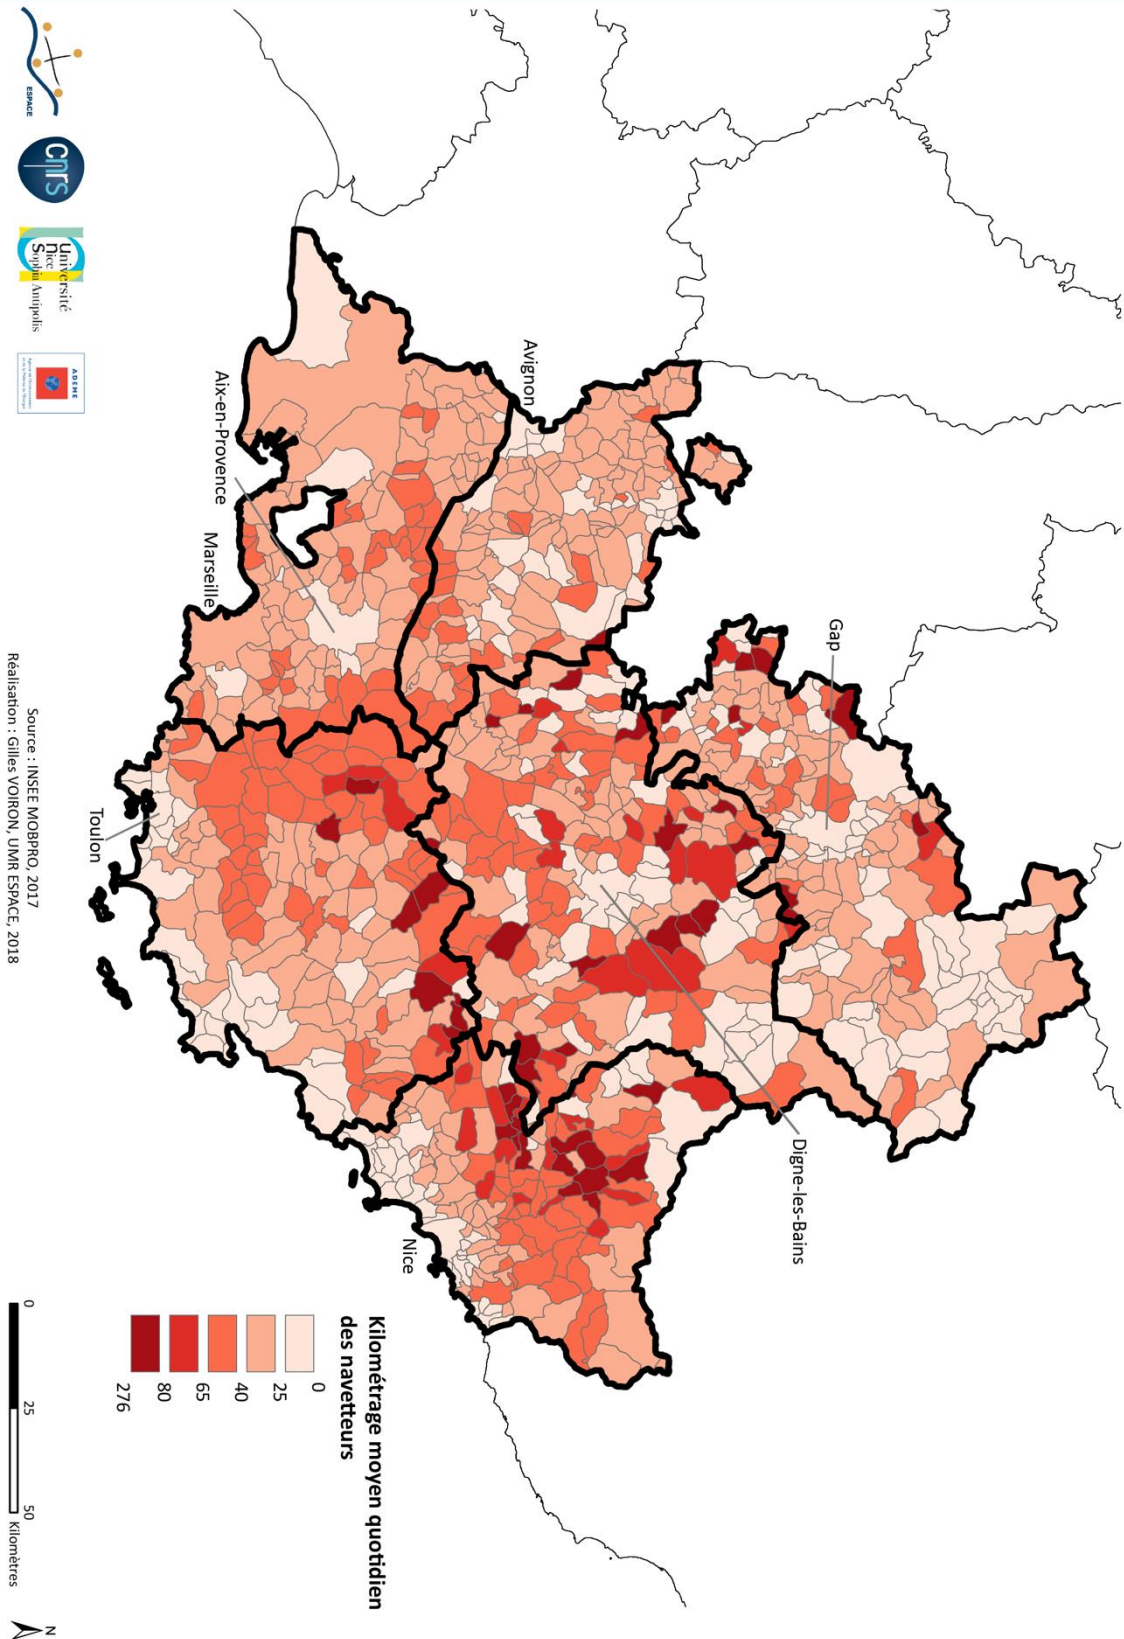 Gap
Avignon
Digne-les-Bains
Aix-en-Provence
Marseille
Nice
Toulon
Kilométrage moyen quotidien
des navetteurs
0
25
40
65
80
276
0 25 50 Kilomètres
N
ESPACE
cnrs
Université
Nice
Sophia Antipolis
ADEME
Source : INSEE MOBPRO, 2017
Réalisation : Gilles VOIRON, UMR ESPACE, 2018